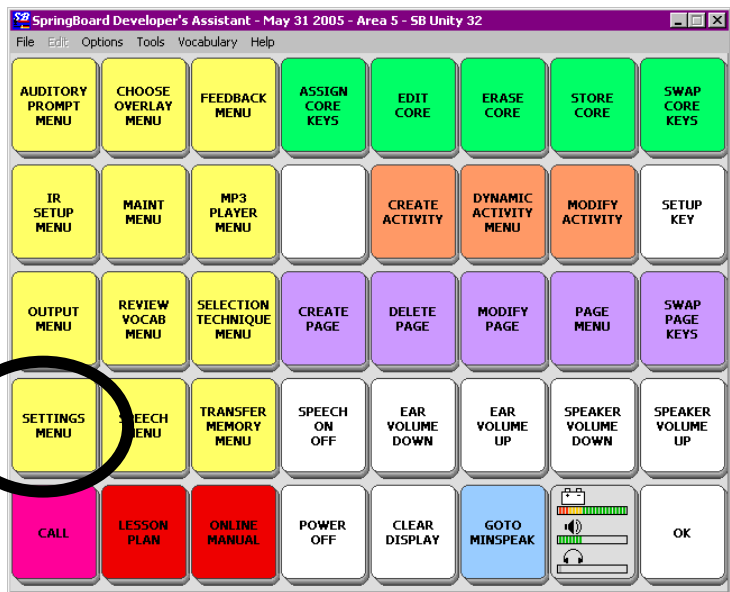 SB SpringBoard Developer's Assistant - May 31 2005 - Area 5 - SB Unity 32
File Edit Options Tools Vocabulary Help
AUDITORY
PROMPT
MENU
CHOOSE
OVERLAY
MENU
FEEDBACK
MENU
ASSIGN
CORE
KEYS
EDIT
CORE
ERASE
CORE
STORE
CORE
SWAP
CORE
KEYS
IR
SETUP
MENU
MAINT
MENU
MP3
PLAYER
MENU
CREATE
ACTIVITY
DYNAMIC
ACTIVITY
MENU
MODIFY
ACTIVITY
SETUP
KEY
OUTPUT
MENU
REVIEW
VOCAB
MENU
SELECTION
TECHNIQUE
MENU
CREATE
PAGE
DELETE
PAGE
MODIFY
PAGE
PAGE
MENU
SWAP
PAGE
KEYS
SETTINGS
MENU
SPEECH
MENU
TRANSFER
MEMORY
MENU
SPEECH
ON
OFF
EAR
VOLUME
DOWN
EAR
VOLUME
UP
SPEAKER
VOLUME
DOWN
SPEAKER
VOLUME
UP
CALL
LESSON
PLAN
ONLINE
MANUAL
POWER
OFF
CLEAR
DISPLAY
GOTO
MINSPEAK
OK